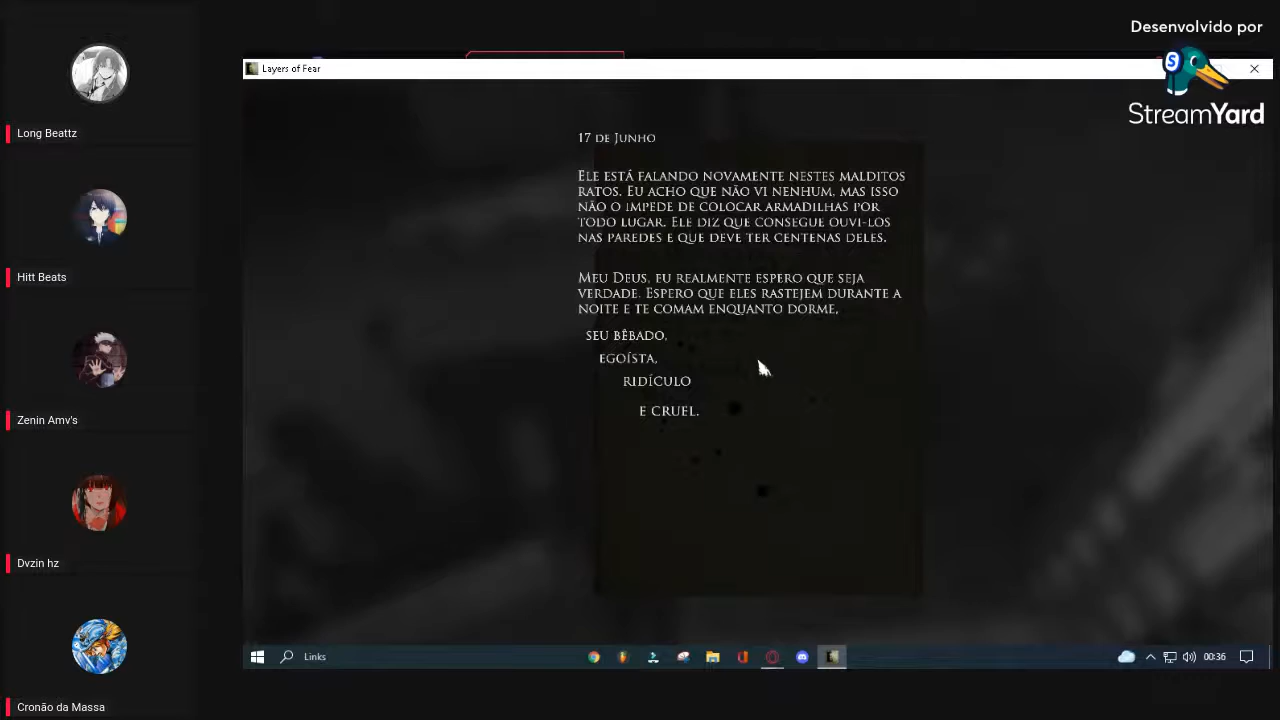 Desenvolvido por
StreamYard
Layers of Fear
Long Beattz
Hitt Beats
Zenin Amv's
Dvzin hz
Cronão da Massa
17 de Junho
Ele está falando novamente nestes malditos
ratos. Eu acho que não vi nenhum, mas isso
não o impede de colocar armadilhas por
todo lugar. Ele diz que consegue ouvi-los
nas paredes e que deve ter centenas deles.
Meu Deus, eu realmente espero que seja
verdade. Espero que eles rastejem durante a
noite e te comam enquanto dorme,
seu bêbado,
egoísta,
ridículo
e cruel.
Links
00:36